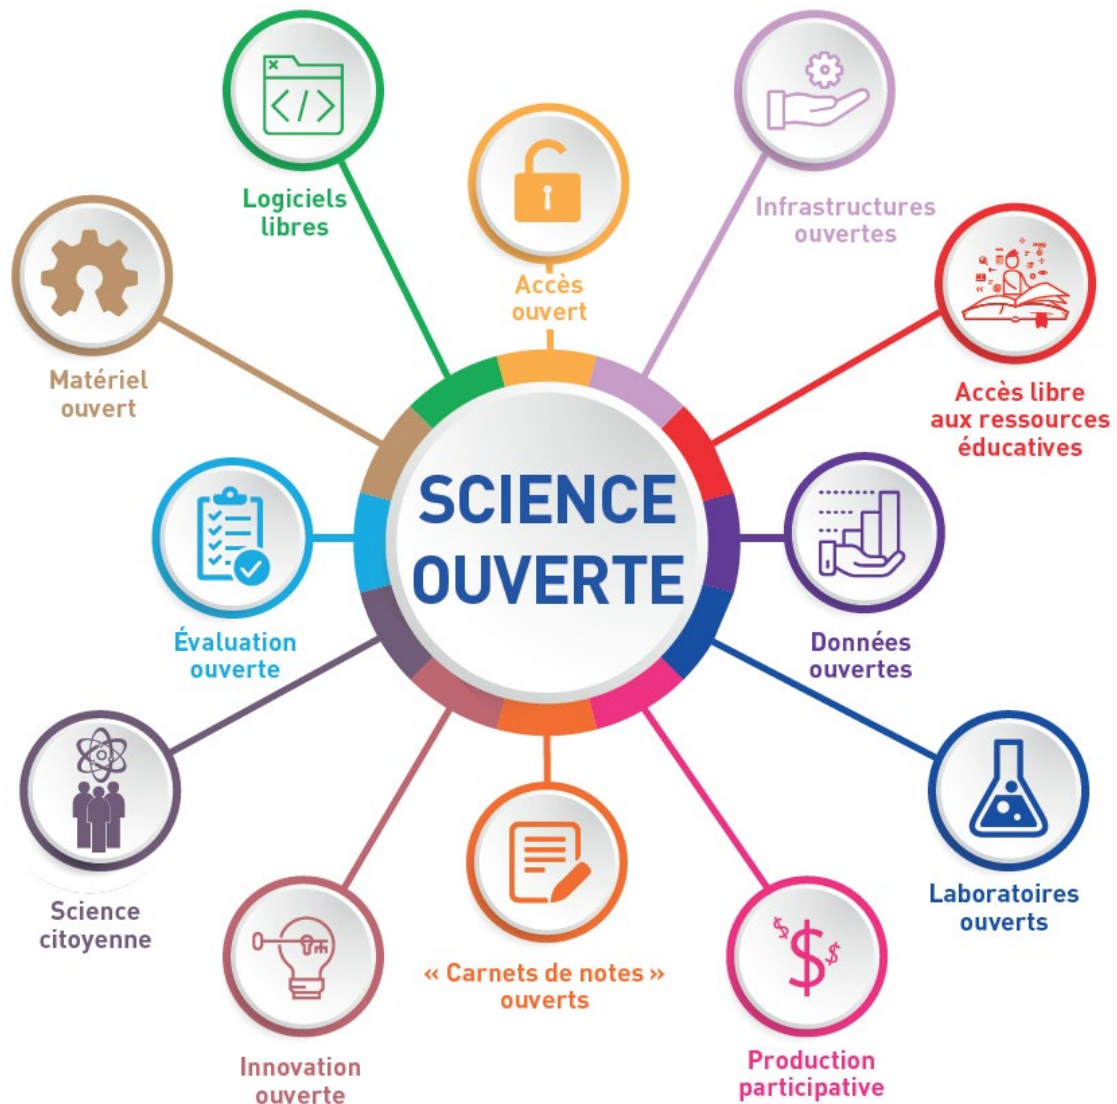 Logiciels
libres
Accès
ouvert
Infrastructures
ouvertes
Matériel
ouvert
Accès libre
aux ressources
éducatives
SCIENCE
OUVERTE
Évaluation
ouverte
Données
ouvertes
Science
citoyenne
Laboratoires
ouverts
« Carnets de notes »
ouverts
Innovation
ouverte
Production
participative